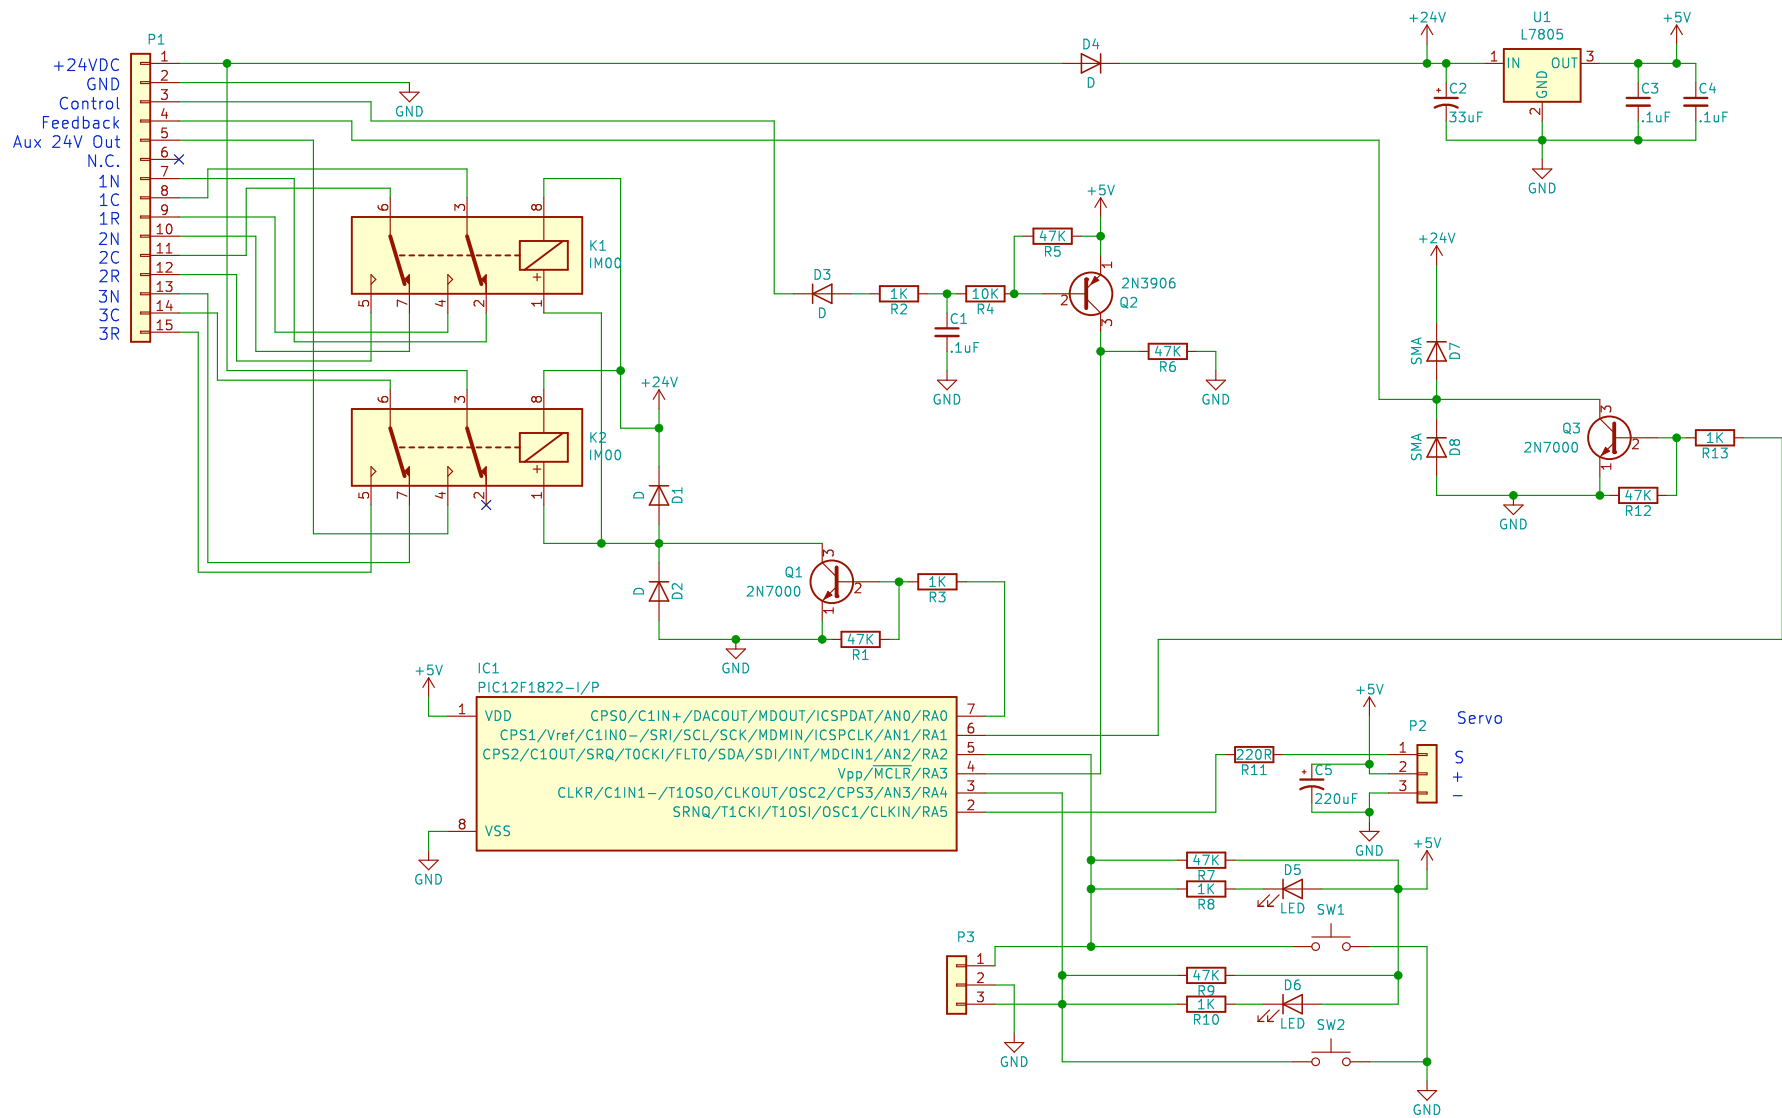 P1
+24VDC 1
GND 2
Control 3
Feedback 4
Aux 24V Out 5
N.C. 6
1N 7
1C 8
1R 9
2N 10
2C 11
2R 12
3N 13
3C 14
3R 15
GND
D4
D
+24V
U1
L7805
1 IN OUT 3
GND
2
+5V
C2
33uF
C3
.1uF
C4
.1uF
GND
6 3 8
K1
IM00
+
5 7 4 2 1
6 3 8
K2
IM00
+
5 7 4 2 1
+24V
D D1
D D2
GND
Q1
2N7000
3
2
1
1K
R3
47K
R1
D3
D
1K
R2
C1
.1uF
GND
10K
R4
47K
R5
+5V
1
2
3
2N3906
Q2
47K
R6
GND
+24V
SMA D7
SMA D8
GND
Q3
2N7000
3
2
1
1K
R13
47K
R12
+5V
IC1
PIC12F1822-I/P
1 VDD
8 VSS
GND
CPS0/C1IN+/DACOUT/MDOUT/ICSPDAT/AN0/RA0 7
CPS1/Vref/C1IN0-/SRI/SCL/SCK/MDMIN/ICSPCLK/AN1/RA1 6
CPS2/C1OUT/SRQ/T0CKI/FLT0/SDA/SDI/INT/MDCIN1/AN2/RA2 5
Vpp/MCLR/RA3 4
CLKR/C1IN1-/T1OSO/CLKOUT/OSC2/CPS3/AN3/RA4 3
SRNQ/T1CKI/T1OSI/OSC1/CLKIN/RA5 2
+5V
P2
Servo
220R
R11
C5
220uF
1 S
2 +
3 -
GND
+5V
47K
R7
1K
R8
D5
LED
SW1
P3
1
2
3
GND
47K
R9
1K
R10
D6
LED
SW2
GND